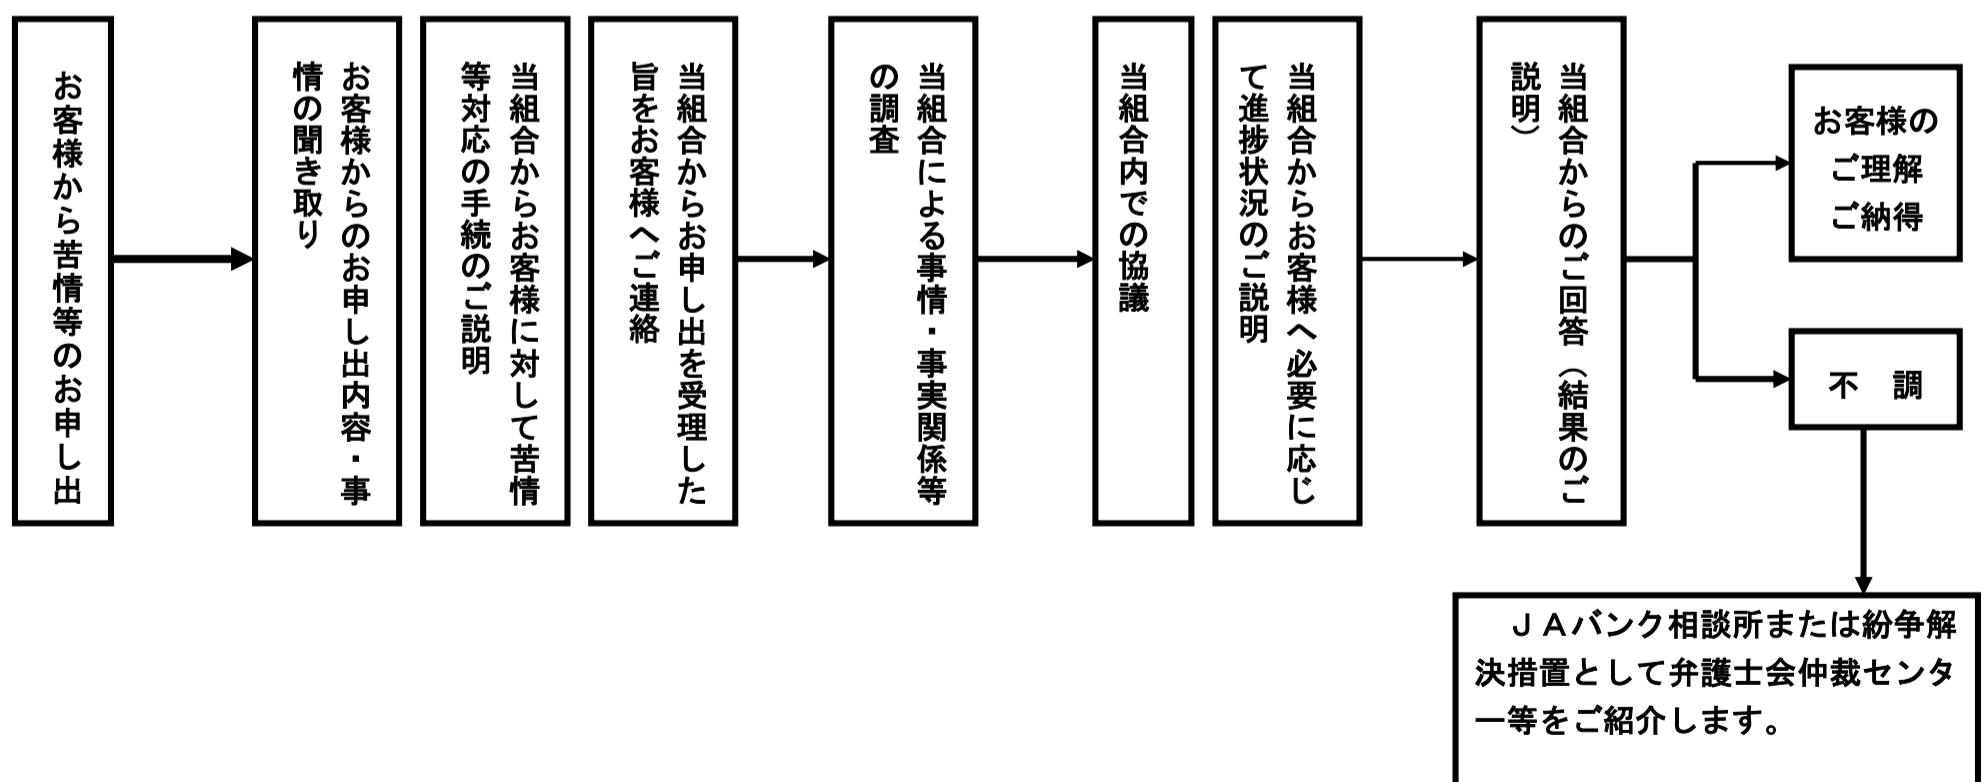 お客様から苦情等のお申し出
お客様からのお申し出内容・事
情の聞き取り
当組合からお客様に対して苦情
等対応の手続のご説明
当組合からお申し出を受理した
旨をお客様へご連絡
当組合による事情・事実関係等
の調査
当組合内での協議
当組合からお客様へ必要に応じ
て進捗状況のご説明
当組合からのご回答（結果のご
説明）
お客様の
ご理解
ご納得
不　調
ＪＡバンク相談所または紛争解
決措置として弁護士会仲裁センタ
ー等をご紹介します。